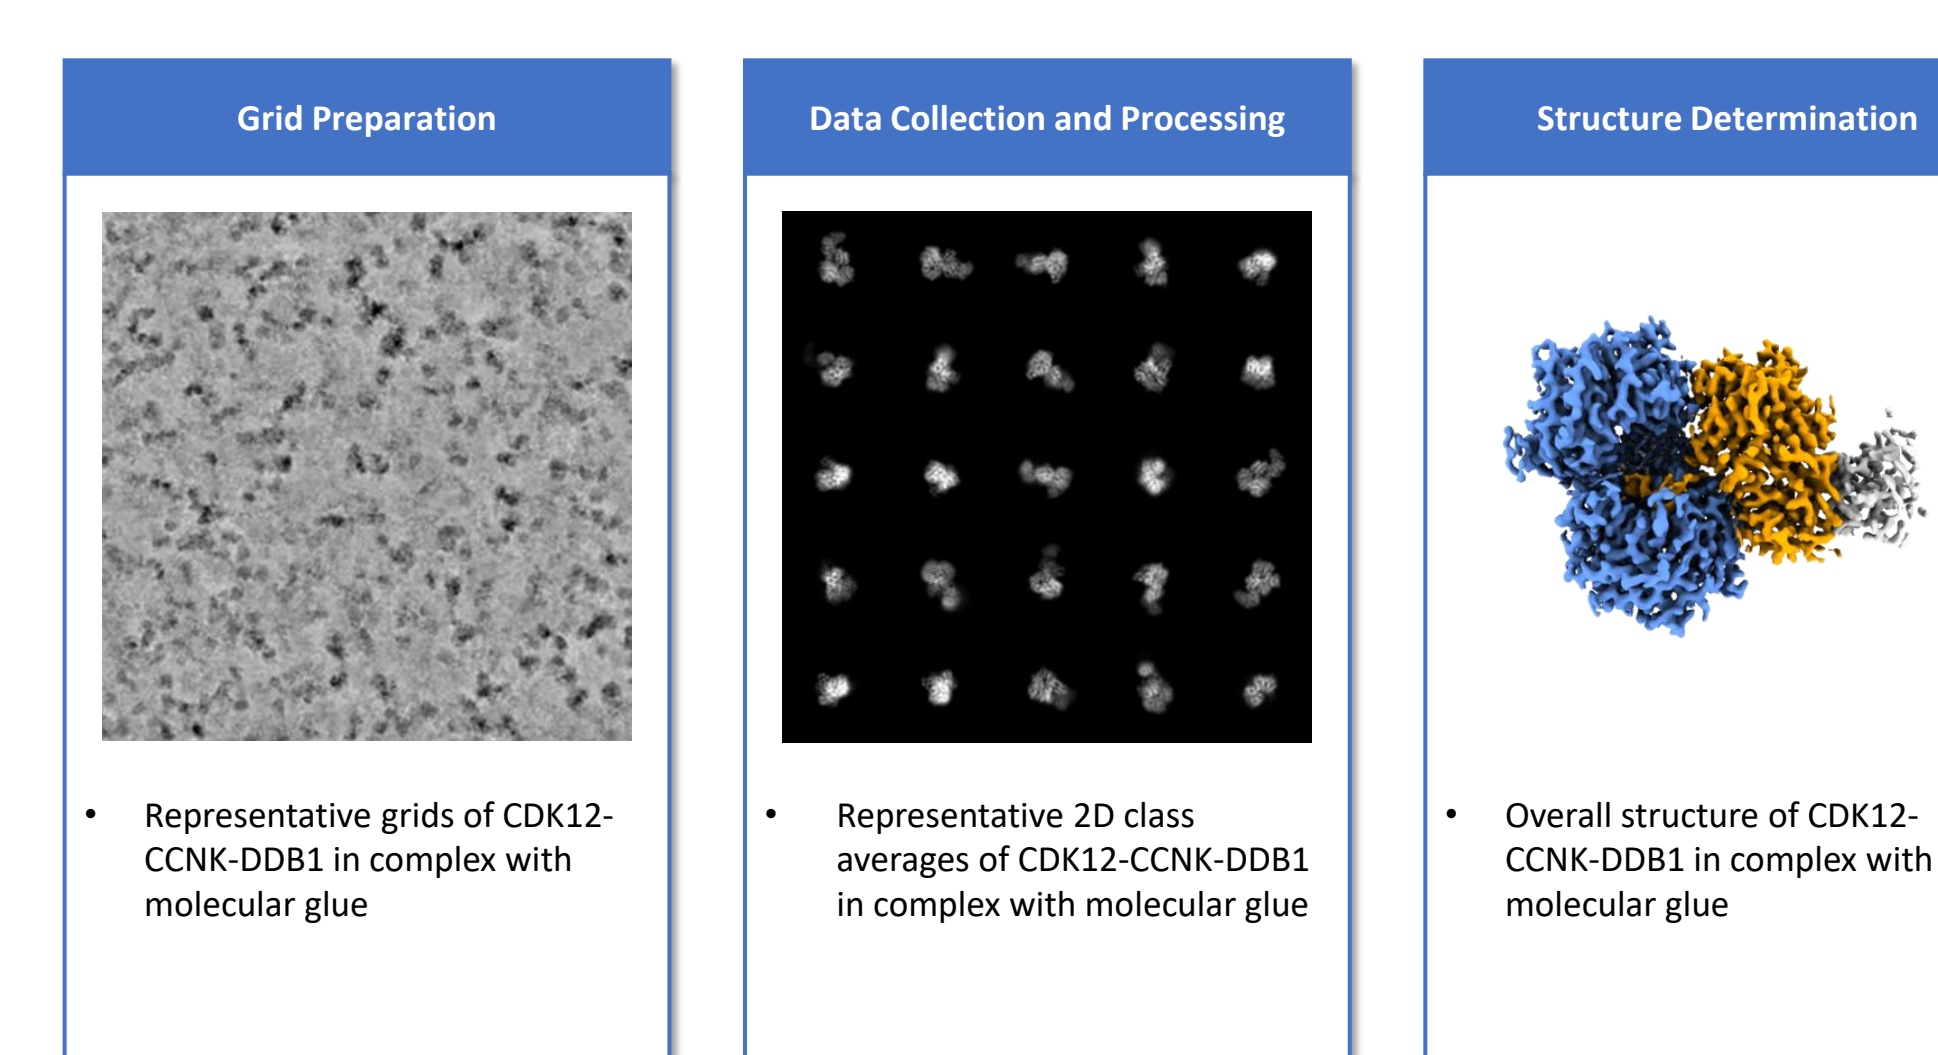 Grid Preparation
• Representative grids of CDK12-
CCNK-DDB1 in complex with
molecular glue
Data Collection and Processing
• Representative 2D class
averages of CDK12-CCNK-DDB1
in complex with molecular glue
Structure Determination
• Overall structure of CDK12-
CCNK-DDB1 in complex with
molecular glue